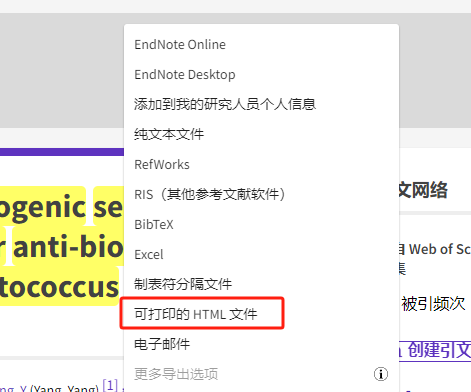 EndNote Online
EndNote Desktop
添加到我的研究人员个人信息
纯文本文件
RefWorks
RIS（其他参考文献软件）
BibTeX
Excel
制表符分隔文件
可打印的 HTML 文件
电子邮件
更多导出选项
ogenic se
anti-bio
tococcus
(Yang, Yang) [1]
文网络
自 Web of Sc
集
被引频次
创建引文